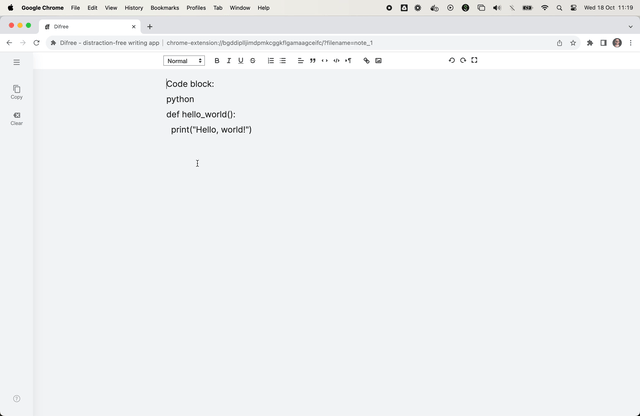 Google Chrome File Edit View History Bookmarks Profiles Tab Window Help Wed 18 Oct 11:19
Difree
Difree - distraction-free writing app | chrome-extension://bgddiplljimdpmkcggkflgamaagceifc/?filename=note_1
Normal
Copy
Clear
Code block:
python
def hello_world():
print("Hello, world!")